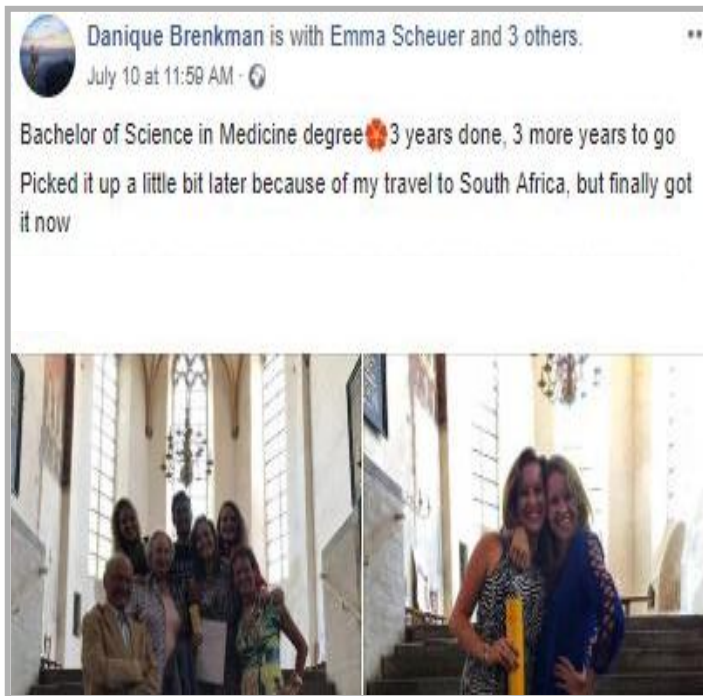 Danique Brenkman is with Emma Scheuer and 3 others.
July 10 at 11:59 AM ·
Bachelor of Science in Medicine degree 3 years done, 3 more years to go
Picked it up a little bit later because of my travel to South Africa, but finally got
it now